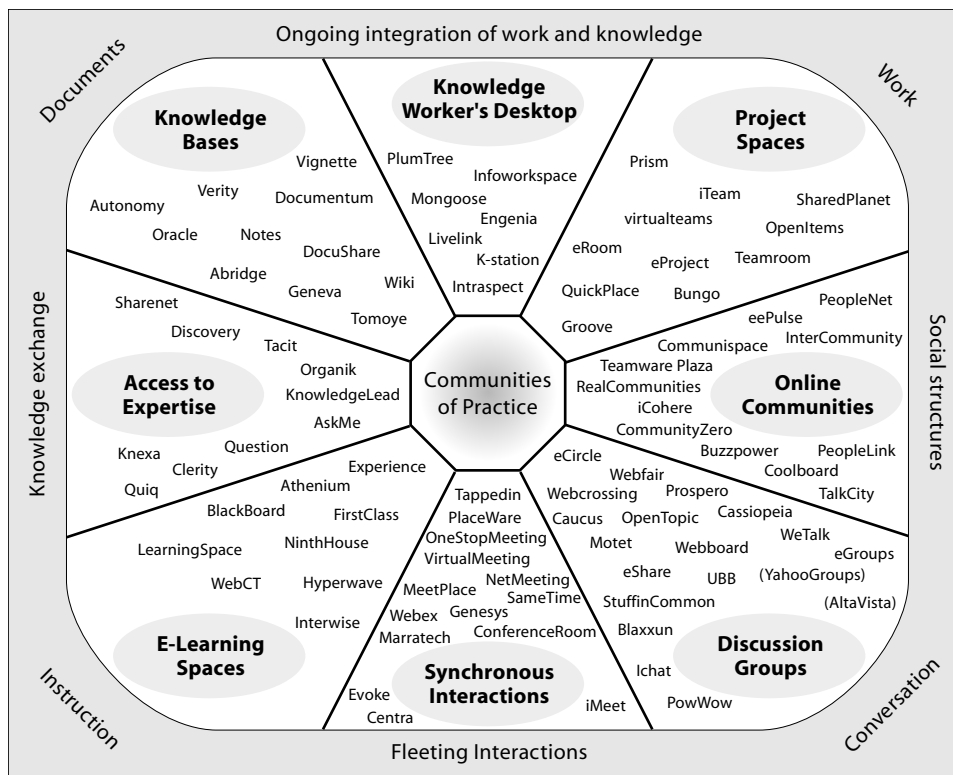 Ongoing integration of work and knowledge
Documents
Work
Knowledge exchange
Social structures
Instruction
Conversation
Fleeting Interactions
Communities
of Practice
Knowledge
Bases
Vignette
Verity
Documentum
Autonomy
Oracle
Notes
DocuShare
Abridge
Geneva
Wiki
Tomoye
Knowledge
Worker's Desktop
PlumTree
Infoworkspace
Mongoose
Engenia
Livelink
K-station
Intraspect
Project
Spaces
Prism
iTeam
SharedPlanet
virtualteams
OpenItems
eRoom
eProject
Teamroom
QuickPlace
Bungo
Groove
Online
Communities
PeopleNet
eePulse
InterCommunity
Communispace
Teamware Plaza
RealCommunities
iCohere
CommunityZero
Buzzpower
PeopleLink
Coolboard
TalkCity
Discussion
Groups
eCircle
Webfair
Webcrossing
Prospero
Cassiopeia
Caucus
OpenTopic
WeTalk
Motet
Webboard
eGroups
eShare
UBB
(YahooGroups)
StuffinCommon
(AltaVista)
Blaxxun
Ichat
PowWow
Synchronous
Interactions
Tappedin
PlaceWare
OneStopMeeting
VirtualMeeting
NetMeeting
MeetPlace
SameTime
Webex
Genesys
Marratech
ConferenceRoom
Evoke
Centra
iMeet
E-Learning
Spaces
Experience
Athenium
BlackBoard
FirstClass
LearningSpace
NinthHouse
WebCT
Hyperwave
Interwise
Access to
Expertise
Sharenet
Discovery
Tacit
Organik
KnowledgeLead
AskMe
Question
Knexa
Clerity
Quiq